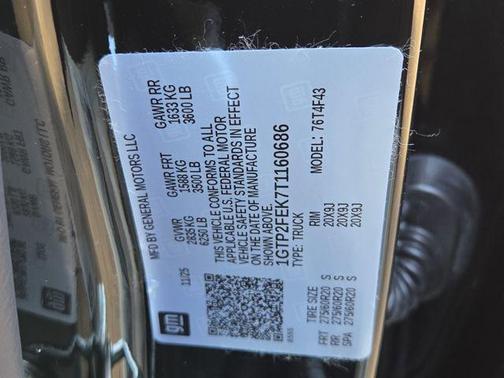 MFD BY GENERAL MOTORS LLC
11/25
GVWR
2835 KG
6250 LB
GAWR FRT
1588 KG
3500 LB
GAWR RR
1633 KG
3600 LB
THIS VEHICLE CONFORMS TO ALL
APPLICABLE U.S. FEDERAL MOTOR
VEHICLE SAFETY STANDARDS IN EFFECT
ON THE DATE OF MANUFACTURE
SHOWN ABOVE.
1GTP2FEK7T1160686
TYPE: TRUCK
MODEL: 76T4F43
TIRE SIZE RIM
FRT 275/60R20 S 20X9J
RR 275/60R20 S 20X9J
SPA 275/60R20 S 20X9J
gm